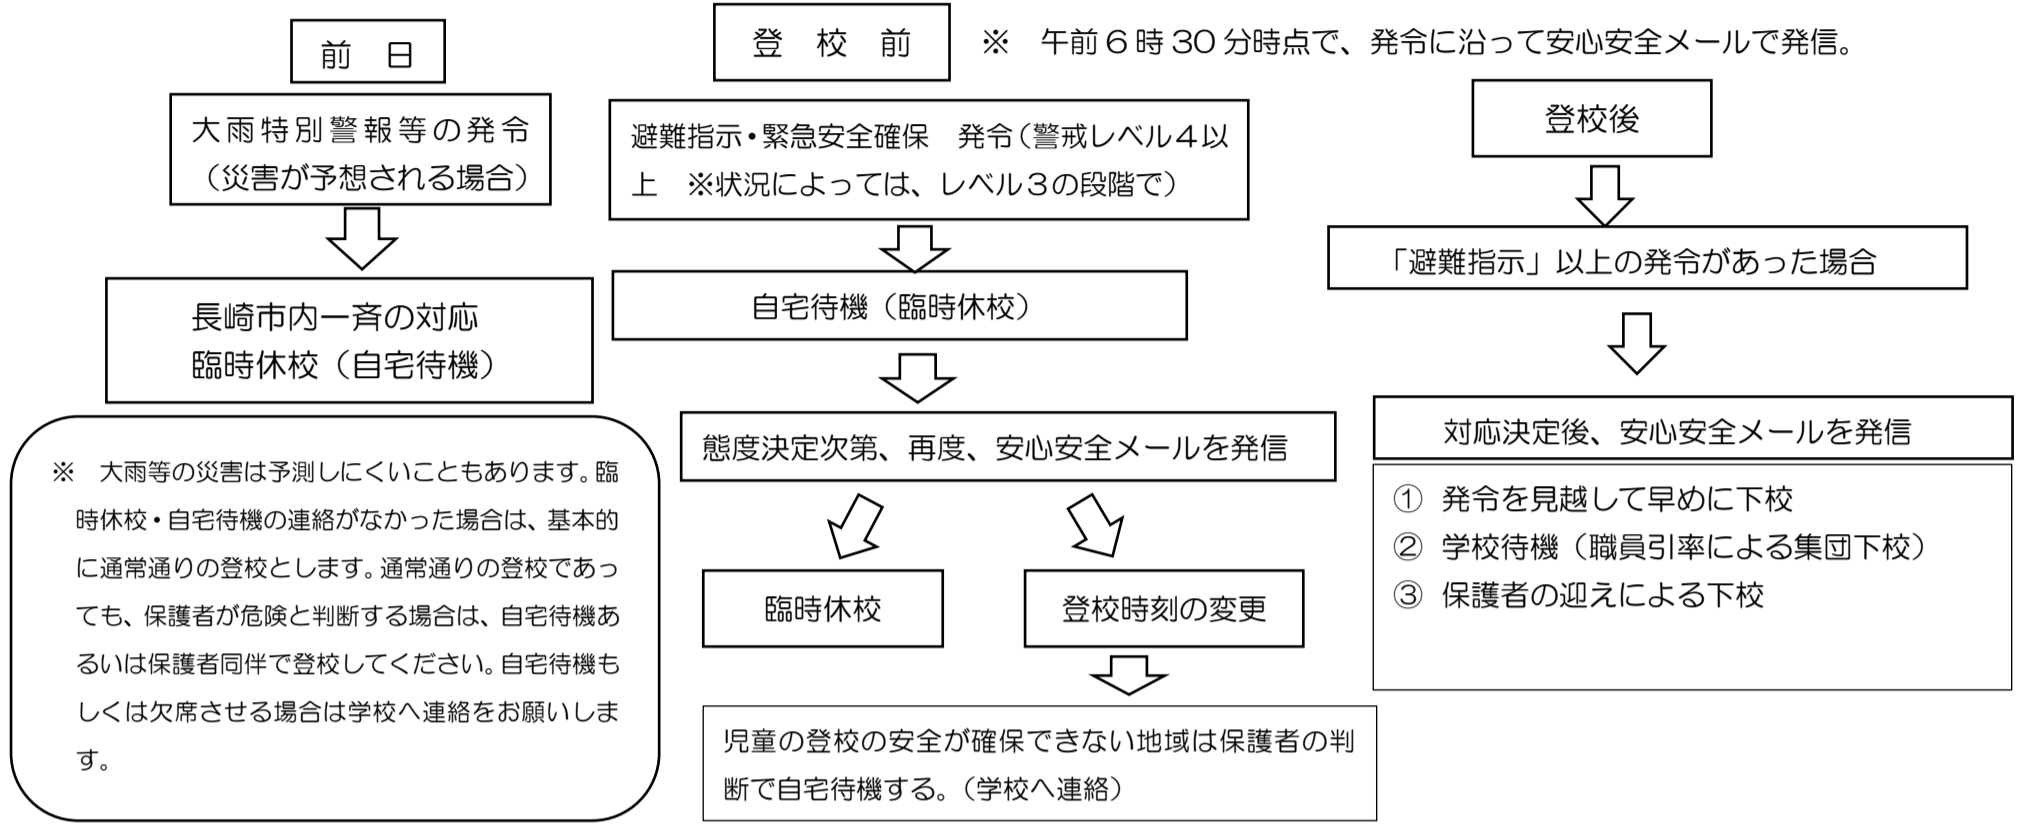 前　日
大雨特別警報等の発令
（災害が予想される場合）
長崎市内一斉の対応
臨時休校（自宅待機）
※　大雨等の災害は予測しにくいこともあります。臨
時休校・自宅待機の連絡がなかった場合は、基本的
に通常通りの登校とします。通常通りの登校であっ
ても、保護者が危険と判断する場合は、自宅待機あ
るいは保護者同伴で登校してください。自宅待機も
しくは欠席させる場合は学校へ連絡をお願いしま
す。
登　校　前
※　午前６時30分時点で、発令に沿って安心安全メールで発信。
避難指示・緊急安全確保　発令（警戒レベル４以
上　※状況によっては、レベル３の段階で）
自宅待機（臨時休校）
態度決定次第、再度、安心安全メールを発信
臨時休校
登校時刻の変更
児童の登校の安全が確保できない地域は保護者の判
断で自宅待機する。（学校へ連絡）
登校後
「避難指示」以上の発令があった場合
対応決定後、安心安全メールを発信
① 発令を見越して早めに下校
② 学校待機（職員引率による集団下校）
③ 保護者の迎えによる下校